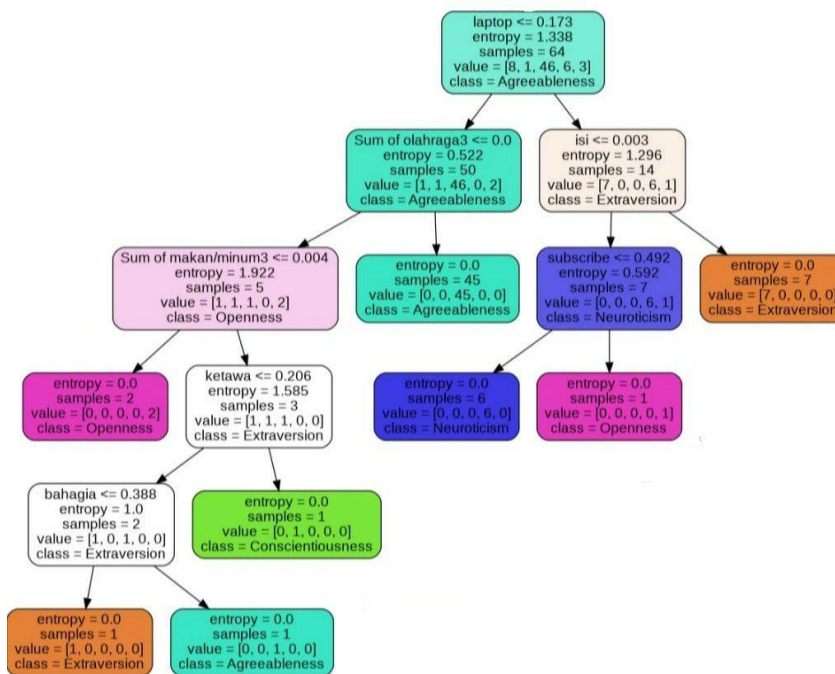 laptop <= 0.173
entropy = 1.338
samples = 64
value = [8, 1, 46, 6, 3]
class = Agreeableness
Sum of olahraga3 <= 0.0
entropy = 0.522
samples = 50
value = [1, 1, 46, 0, 2]
class = Agreeableness
isi <= 0.003
entropy = 1.296
samples = 14
value = [7, 0, 0, 6, 1]
class = Extraversion
Sum of makan/minum3 <= 0.004
entropy = 1.922
samples = 5
value = [1, 1, 1, 0, 2]
class = Openness
entropy = 0.0
samples = 45
value = [0, 0, 45, 0, 0]
class = Agreeableness
subscribe <= 0.492
entropy = 0.592
samples = 7
value = [0, 0, 0, 6, 1]
class = Neuroticism
entropy = 0.0
samples = 7
value = [7, 0, 0, 0, 0]
class = Extraversion
entropy = 0.0
samples = 2
value = [0, 0, 0, 0, 2]
class = Openness
ketawa <= 0.206
entropy = 1.585
samples = 3
value = [1, 1, 1, 0, 0]
class = Extraversion
entropy = 0.0
samples = 6
value = [0, 0, 0, 6, 0]
class = Neuroticism
entropy = 0.0
samples = 1
value = [0, 0, 0, 0, 1]
class = Openness
bahagia <= 0.388
entropy = 1.0
samples = 2
value = [1, 0, 1, 0, 0]
class = Extraversion
entropy = 0.0
samples = 1
value = [0, 1, 0, 0, 0]
class = Conscientiousness
entropy = 0.0
samples = 1
value = [1, 0, 0, 0, 0]
class = Extraversion
entropy = 0.0
samples = 1
value = [0, 0, 1, 0, 0]
class = Agreeableness